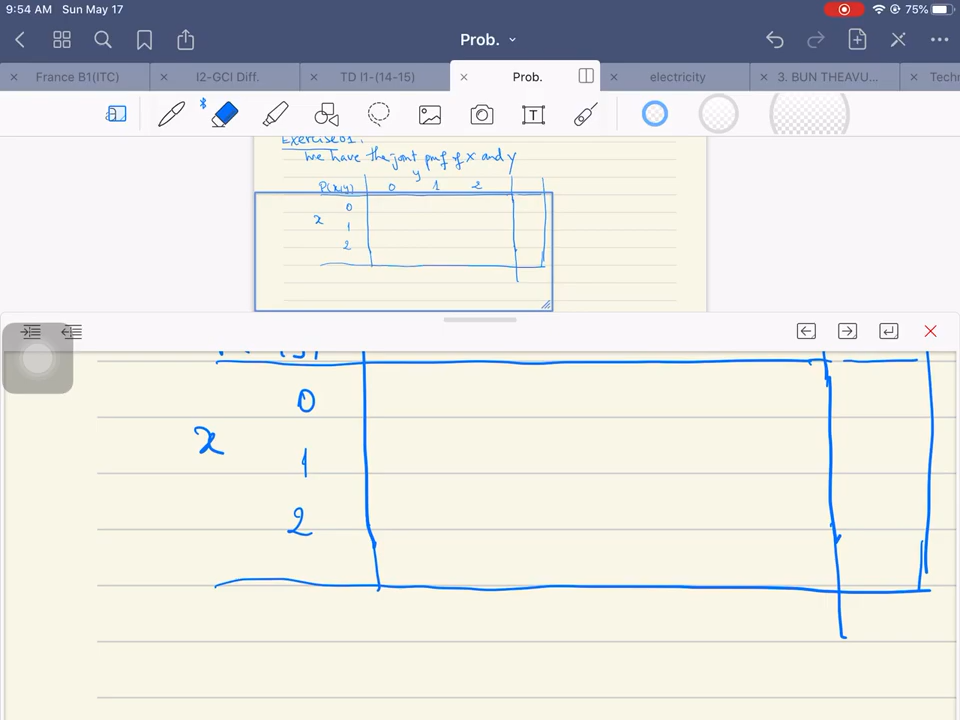 9:54 AM Sun May 17
75%
Prob.
France B1(ITC)
I2-GCI Diff.
TD I1-(14-15)
Prob.
electricity
3. BUN THEAVU...
Techn
Exercise01:
We have the joint pmf of x and y
y
P(x,y) 0 1 2
0
x
1
2
0
x
1
2